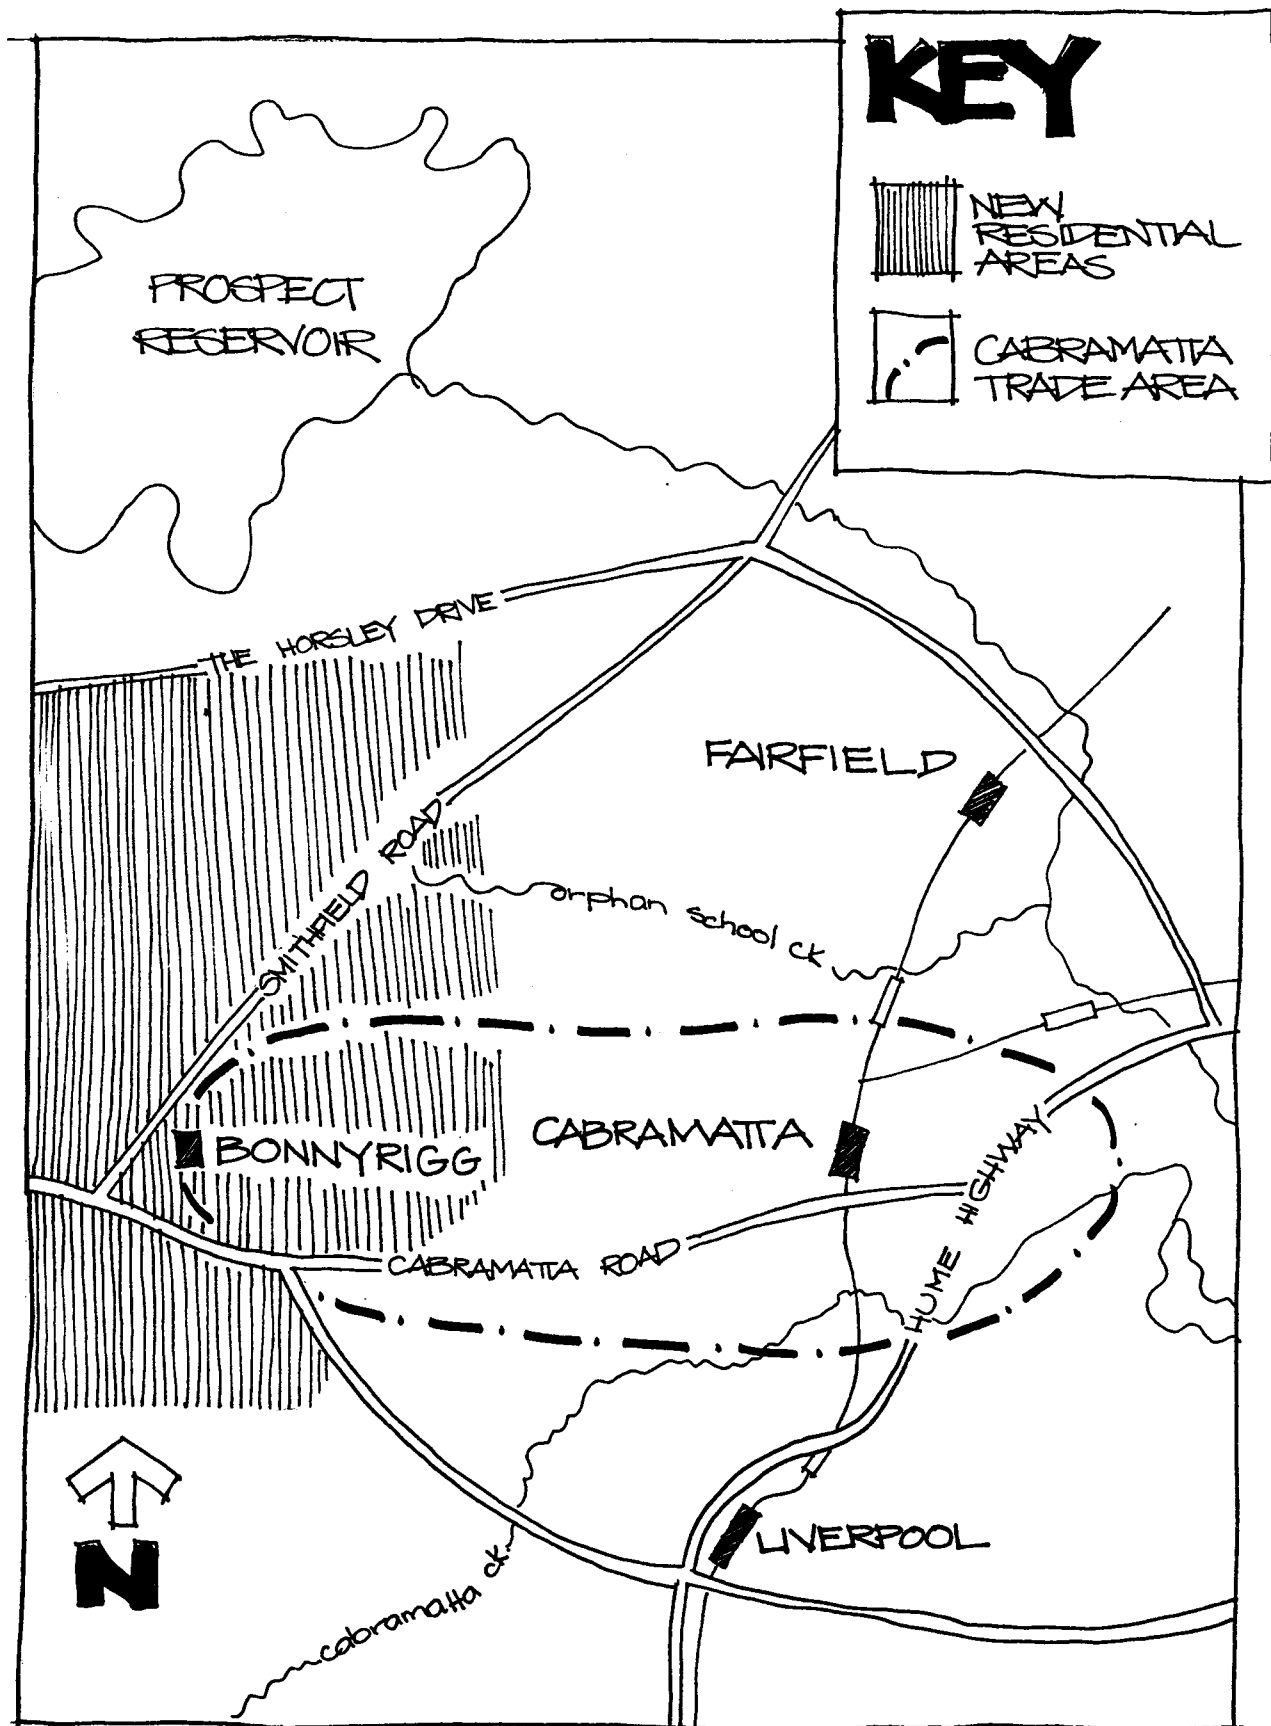 KEY
NEW
RESIDENTIAL
AREAS
CABRAMATTA
TRADE AREA
PROSPECT
RESERVOIR
THE HORSLEY DRIVE
FAIRFIELD
SMITHFIELD ROAD
orphan school ck
CABRAMATTA
BONNYRIGG
HUME HIGHWAY
CABRAMATTA ROAD
LIVERPOOL
N
cabramatta ck.